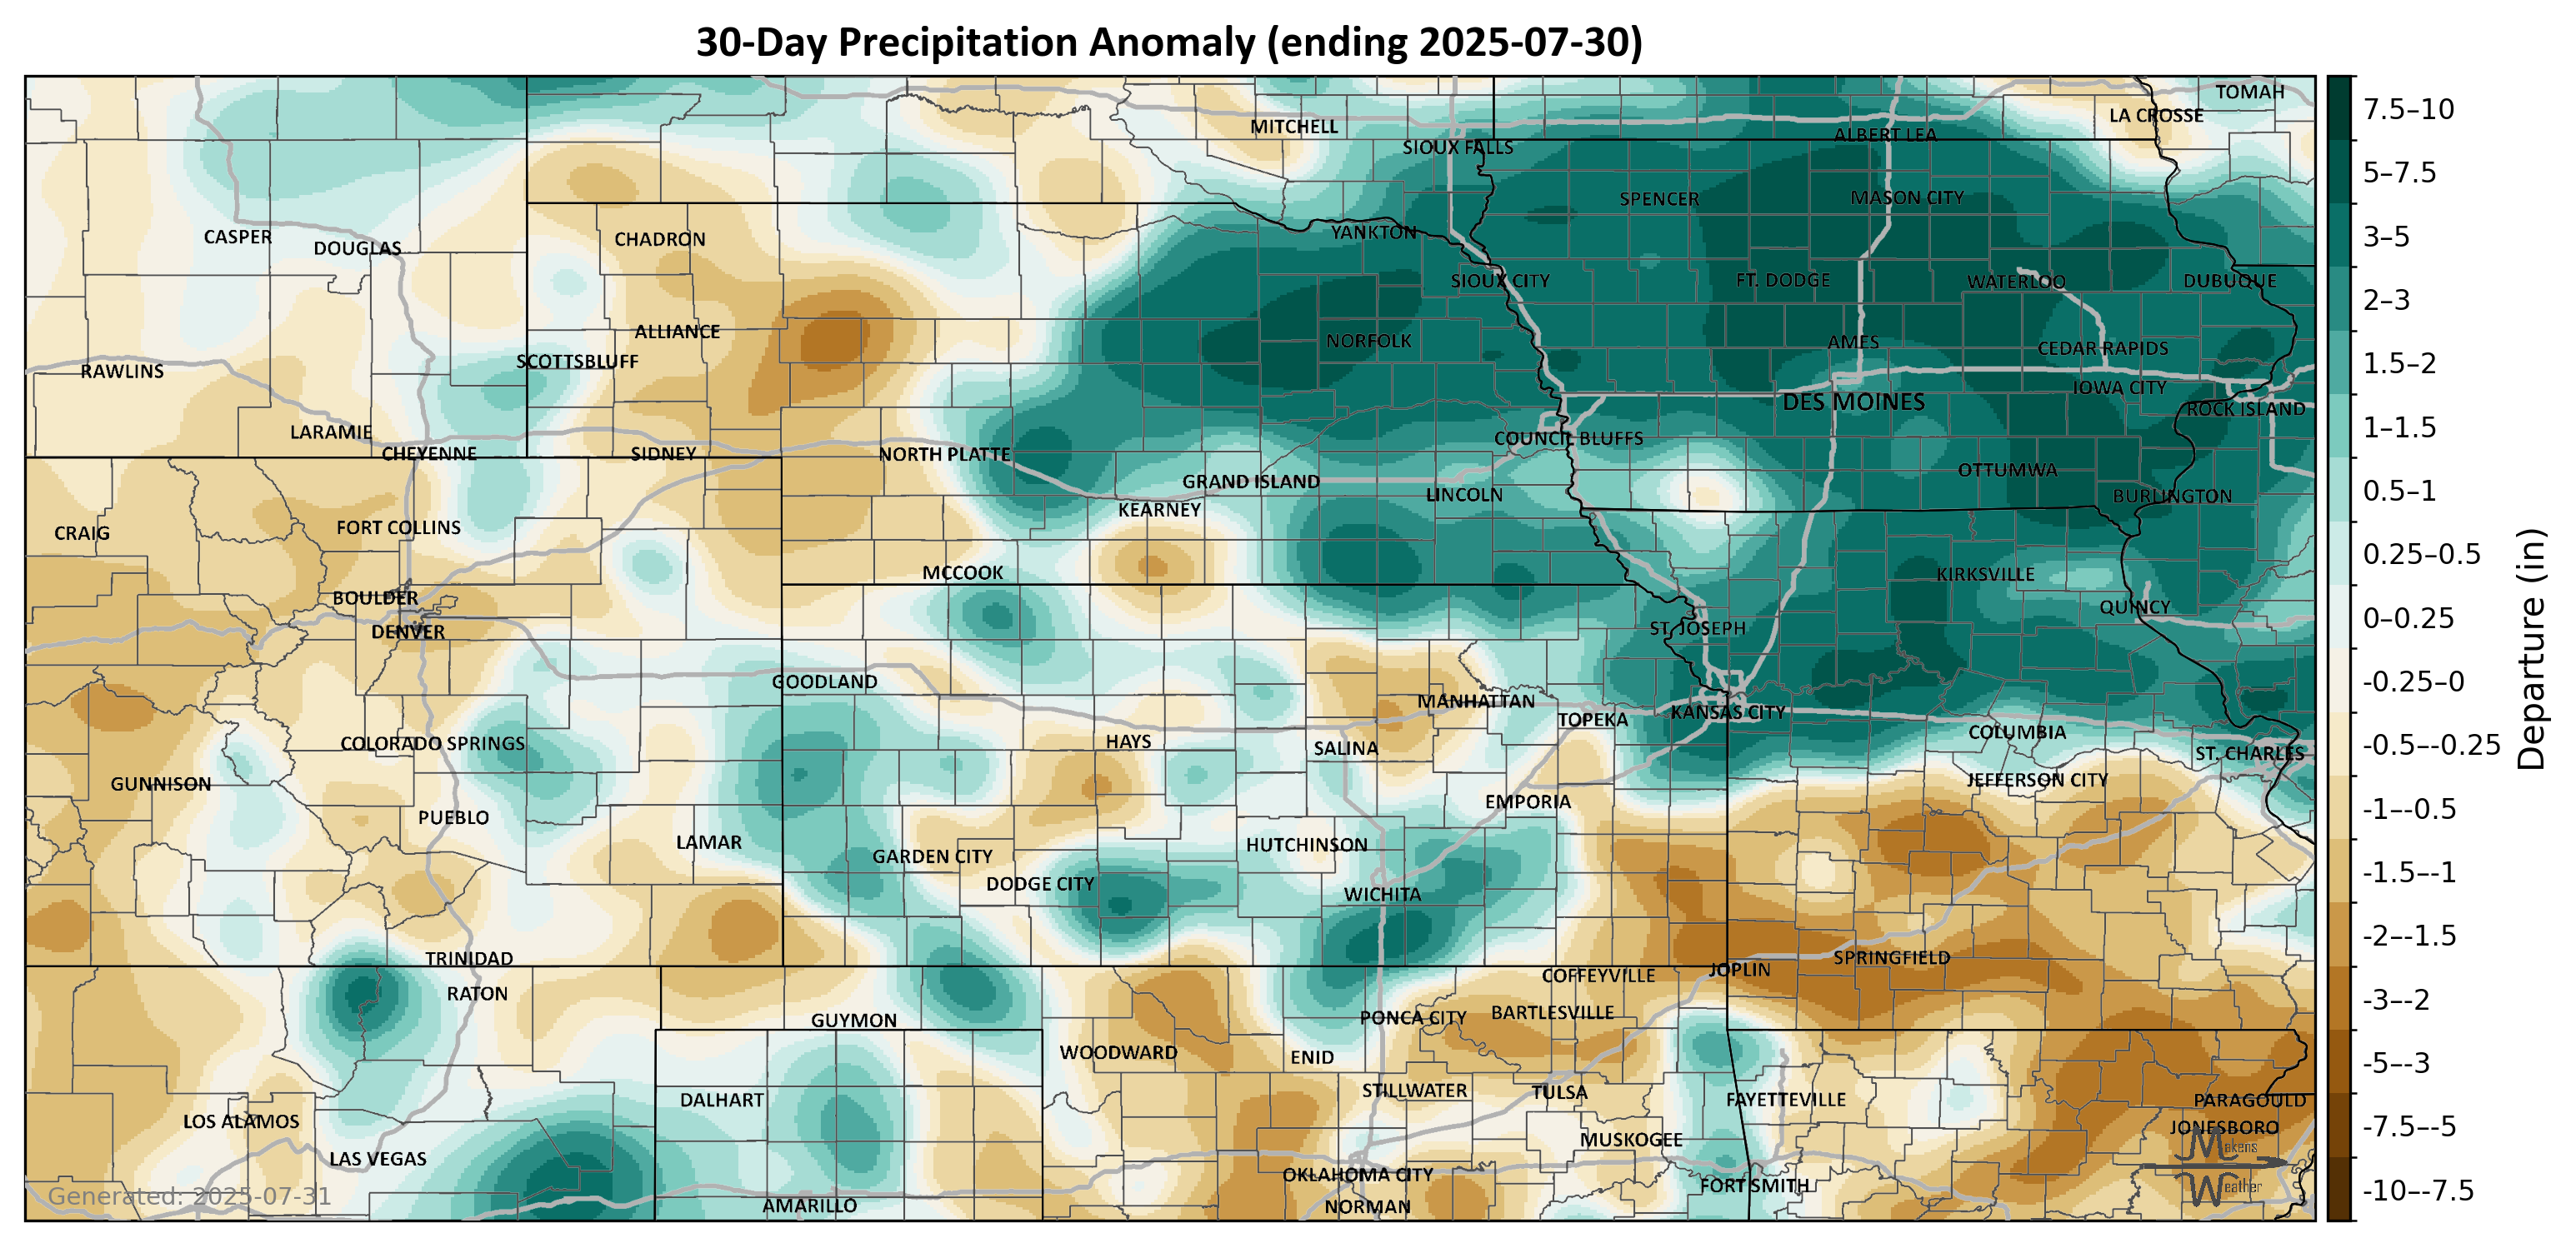 30-Day Precipitation Anomaly (ending 2025-07-30)
TOMAH
LA CROSSE
MITCHELL
ALBERT LEA
SIOUX FALLS
SPENCER
MASON CITY
YANKTON
CASPER
CHADRON
DOUGLAS
SIOUX CITY
FT. DODGE
WATERLOO
DUBUQUE
ALLIANCE
NORFOLK
AMES
CEDAR RAPIDS
SCOTTSBLUFF
RAWLINS
IOWA CITY
DES MOINES
ROCK ISLAND
LARAMIE
COUNCIL BLUFFS
CHEYENNE
SIDNEY
NORTH PLATTE
OTTUMWA
GRAND ISLAND
LINCOLN
BURLINGTON
KEARNEY
CRAIG
FORT COLLINS
MCCOOK
KIRKSVILLE
BOULDER
QUINCY
DENVER
ST. JOSEPH
GOODLAND
MANHATTAN
TOPEKA
KANSAS CITY
COLORADO SPRINGS
HAYS
SALINA
COLUMBIA
ST. CHARLES
GUNNISON
JEFFERSON CITY
PUEBLO
EMPORIA
LAMAR
HUTCHINSON
GARDEN CITY
DODGE CITY
WICHITA
TRINIDAD
SPRINGFIELD
JOPLIN
COFFEYVILLE
RATON
GUYMON
PONCA CITY
BARTLESVILLE
WOODWARD
ENID
STILLWATER
TULSA
DALHART
FAYETTEVILLE
PARAGOULD
LOS ALAMOS
JONESBORO
MUSKOGEE
LAS VEGAS
OKLAHOMA CITY
FORT SMITH
AMARILLO
NORMAN
Generated: 2025-07-31
Makens
Weather
7.5–10
5–7.5
3–5
2–3
1.5–2
1–1.5
0.5–1
0.25–0.5
0–0.25
-0.25–0
-0.5–-0.25
-1–-0.5
-1.5–-1
-2–-1.5
-3–-2
-5–-3
-7.5–-5
-10–-7.5
Departure (in)